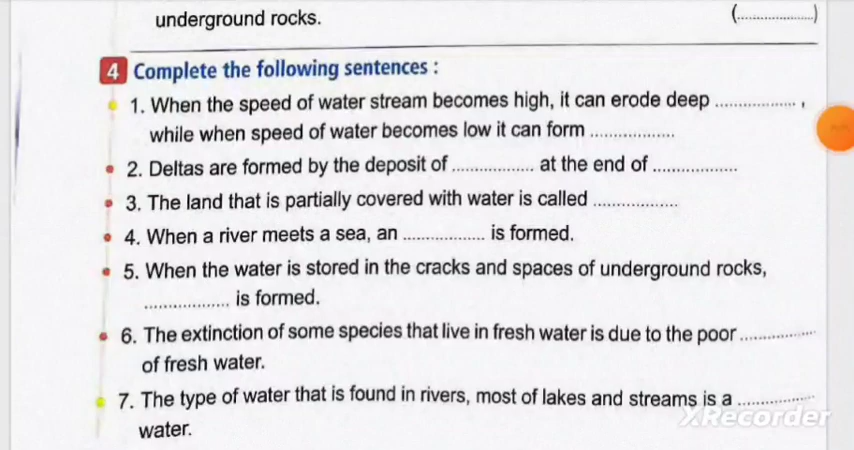 underground rocks. (..................)
4 Complete the following sentences :
1. When the speed of water stream becomes high, it can erode deep .................. ,
while when speed of water becomes low it can form ..................
2. Deltas are formed by the deposit of .................. at the end of ..................
3. The land that is partially covered with water is called ..................
4. When a river meets a sea, an .................. is formed.
5. When the water is stored in the cracks and spaces of underground rocks,
.................. is formed.
6. The extinction of some species that live in fresh water is due to the poor ..................
of fresh water.
7. The type of water that is found in rivers, most of lakes and streams is a ..................
XRecorder
water.